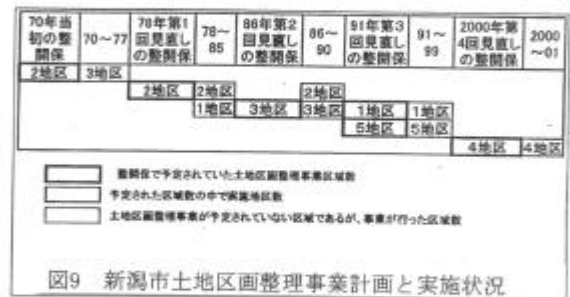 70年当初の整開保 70～77 78年第1回見直しの整開保 78～85 86年第2回見直しの整開保 86～90 91年第3回見直しの整開保 91～99 2000年第4回見直しの整開保 2000～01
2地区 3地区
2地区 2地区 2地区
1地区 3地区 3地区 1地区 1地区
5地区 5地区
4地区 4地区
整開保で予定されていた土地区画整理事業区域数
予定された区域数の中で実施地区数
土地区画整理事業が予定されていない区域であるが、事業が行った区域数
図9 新潟市土地区画整理事業計画と実施状況